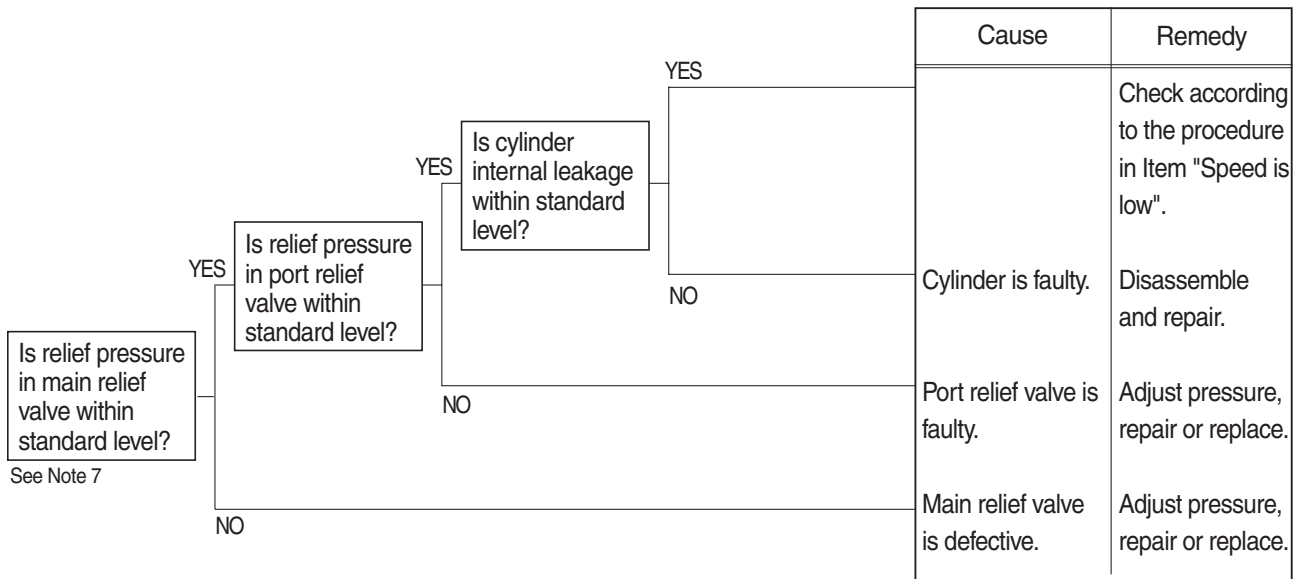 Cause
Remedy
YES
Check according
to the procedure
in Item "Speed is
low".
Is cylinder
internal leakage
within standard
level?
YES
NO
Cylinder is faulty.
Disassemble
and repair.
Is relief pressure
in port relief
valve within
standard level?
YES
NO
Port relief valve is
faulty.
Adjust pressure,
repair or replace.
Is relief pressure
in main relief
valve within
standard level?
See Note 7
NO
Main relief valve
is defective.
Adjust pressure,
repair or replace.